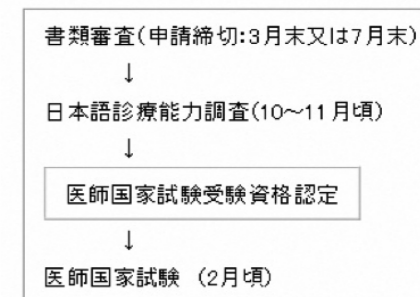 書類審査(申請締切:3月末又は7月末)
↓
日本語診療能力調査(10～11月頃)
↓
医師国家試験受験資格認定
↓
医師国家試験 (2月頃)